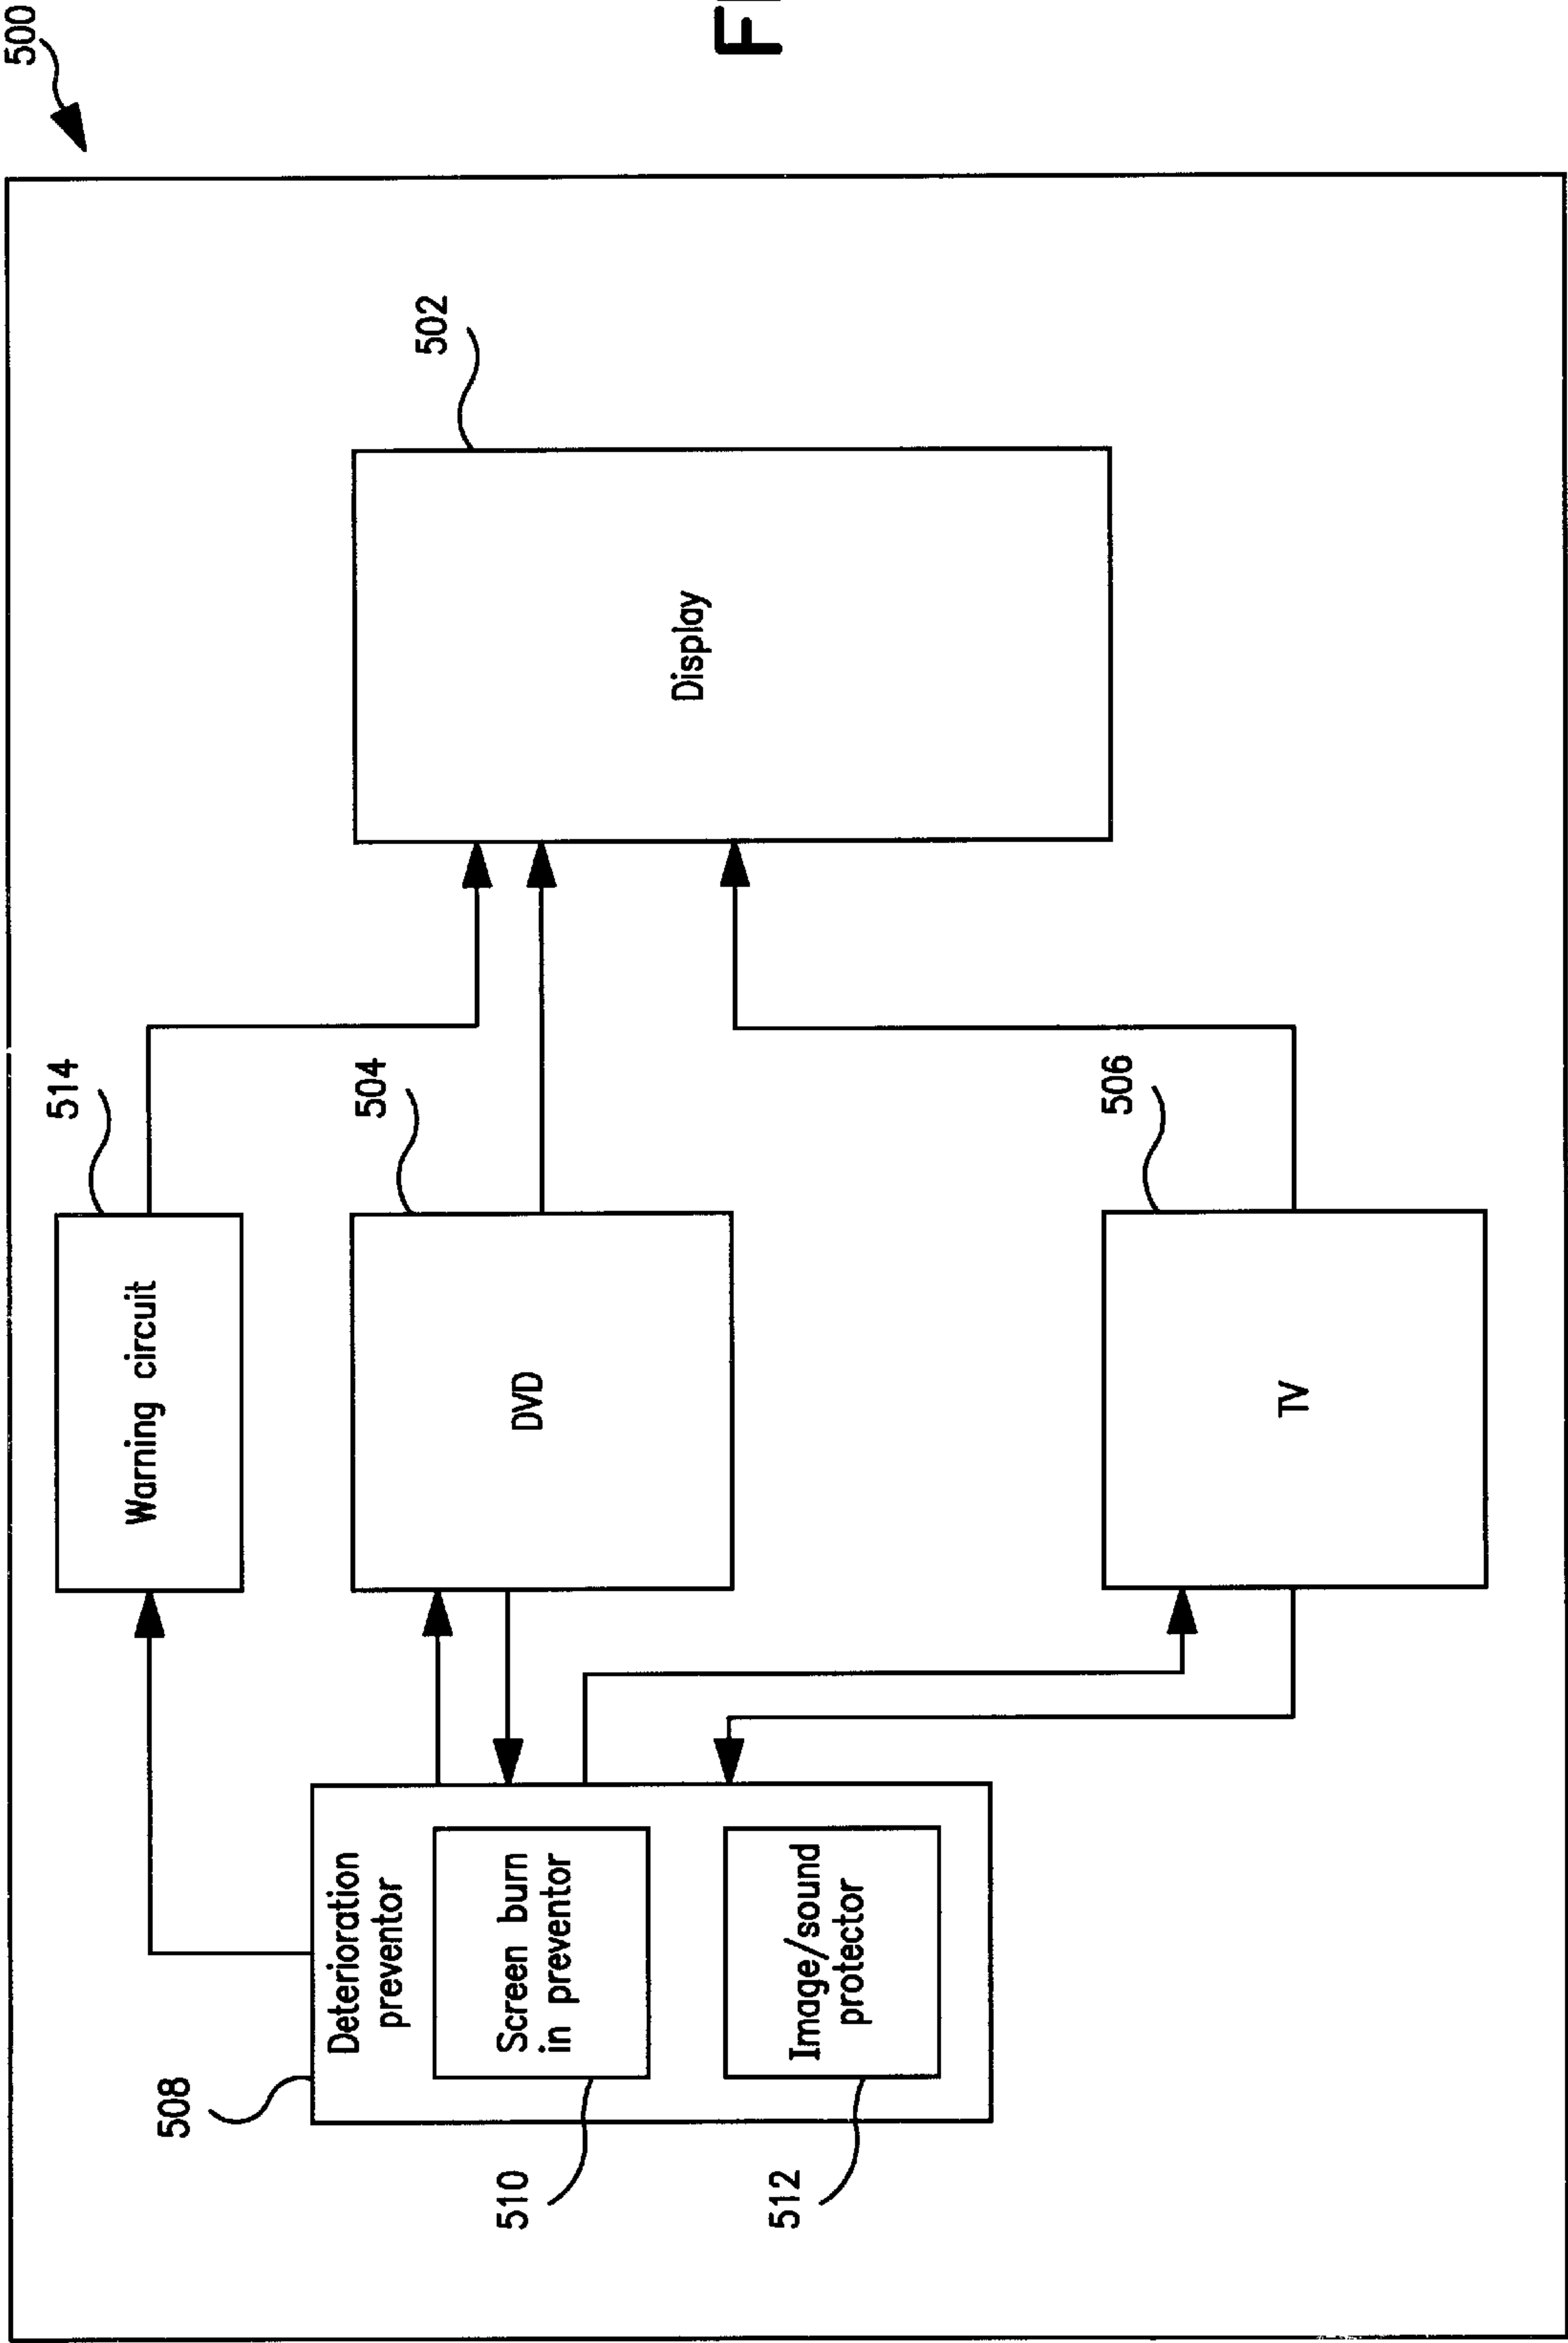 500
502
Display
514
Warning circuit
504
DVD
506
TV
508
Deterioration
preventor
510
Screen burn
in preventor
512
Image/sound
protector